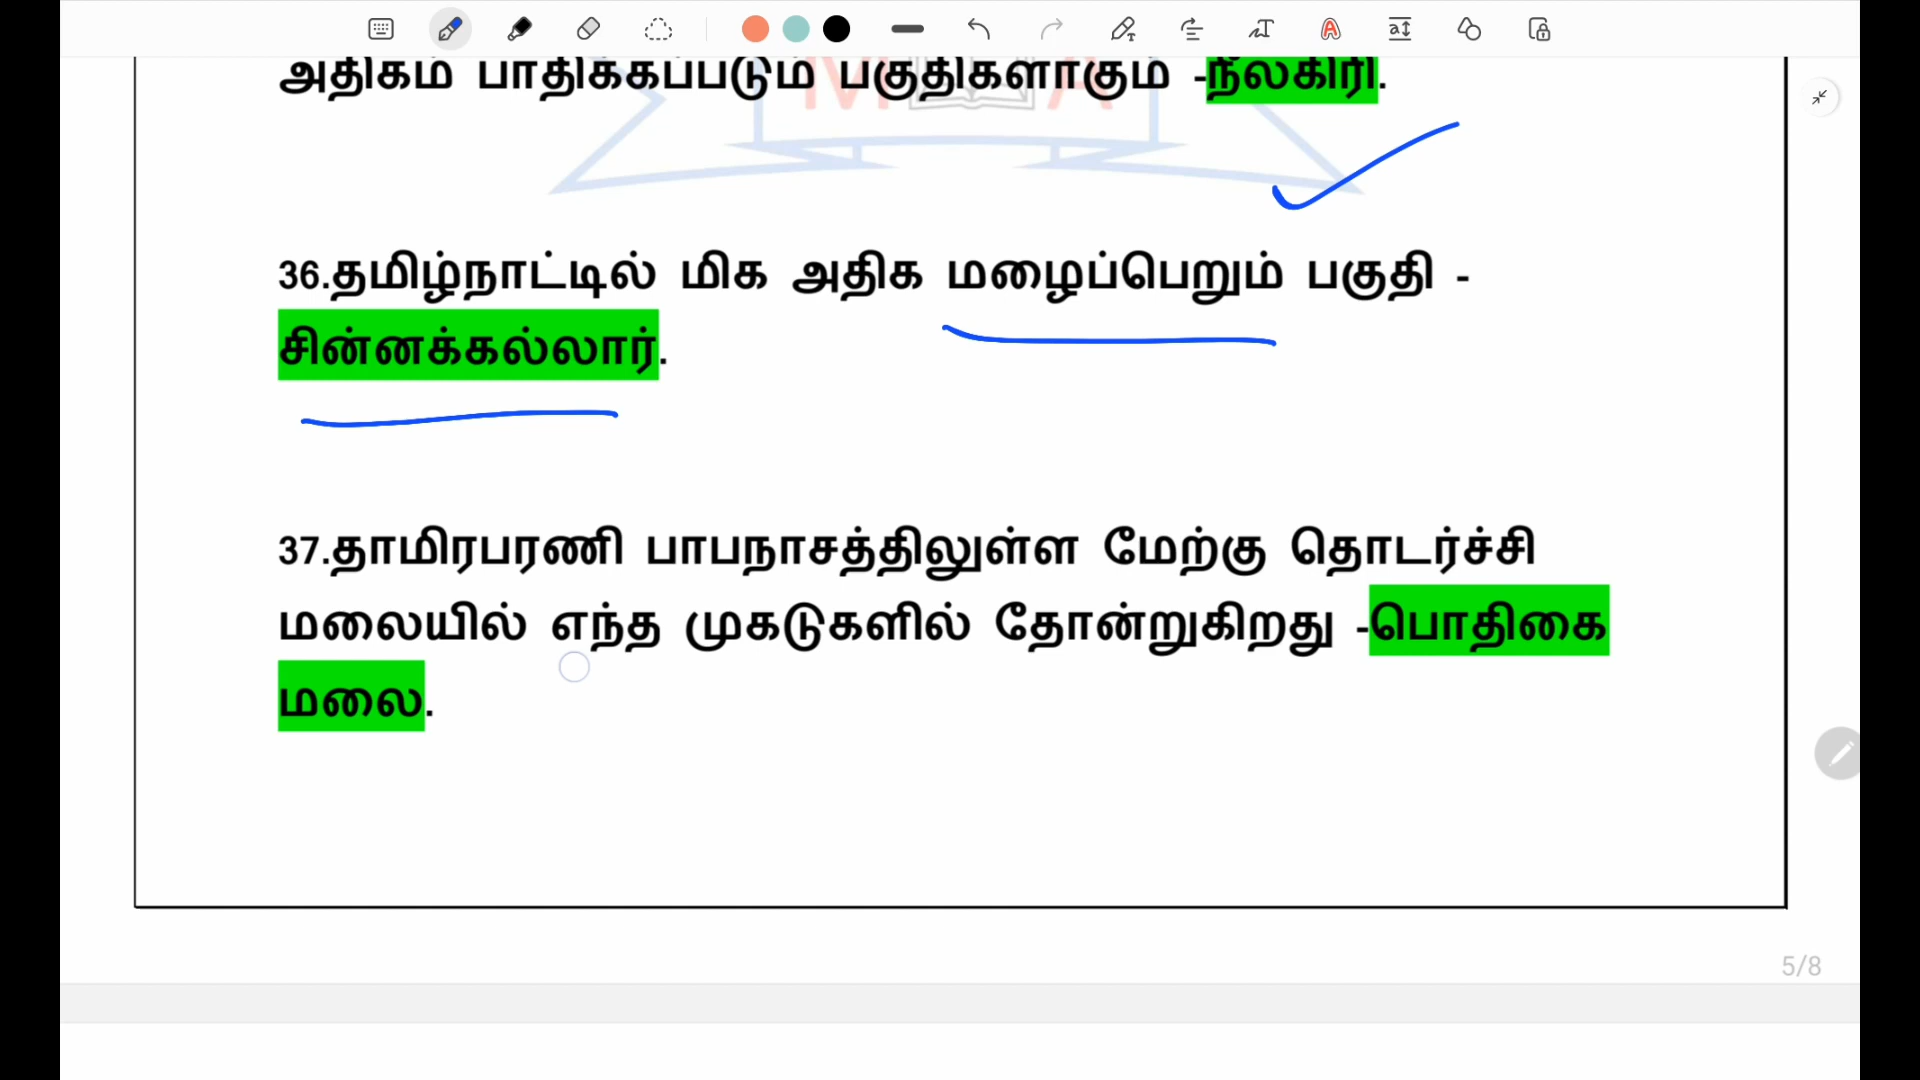 அதிகம் பாதிக்கப்படும் பகுதிகளாகும் -நீலகிரி.
36.தமிழ்நாட்டில் மிக அதிக மழைப்பெறும் பகுதி -
சின்னக்கல்லார்.
37.தாமிரபரணி பாபநாசத்திலுள்ள மேற்கு தொடர்ச்சி
மலையில் எந்த முகடுகளில் தோன்றுகிறது -பொதிகை
மலை.
5/8